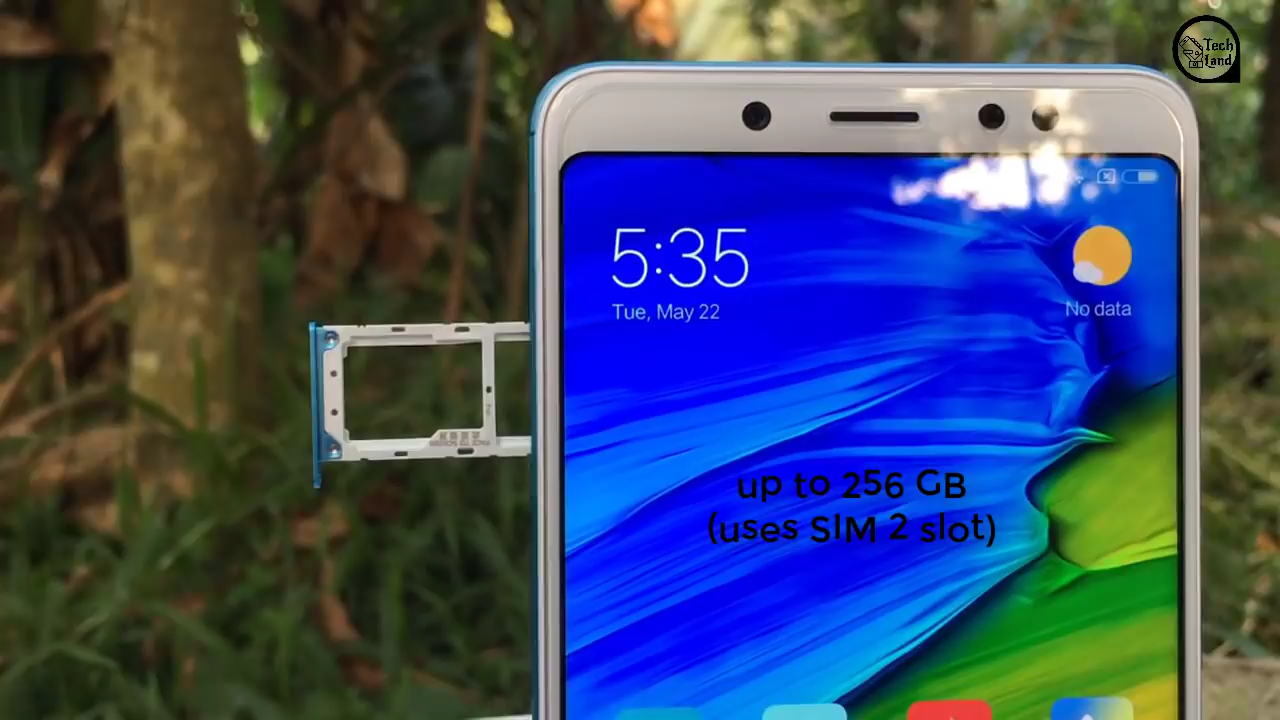 Tech
Land
5:35
Tue, May 22
No data
up to 256 GB
(uses SIM 2 slot)